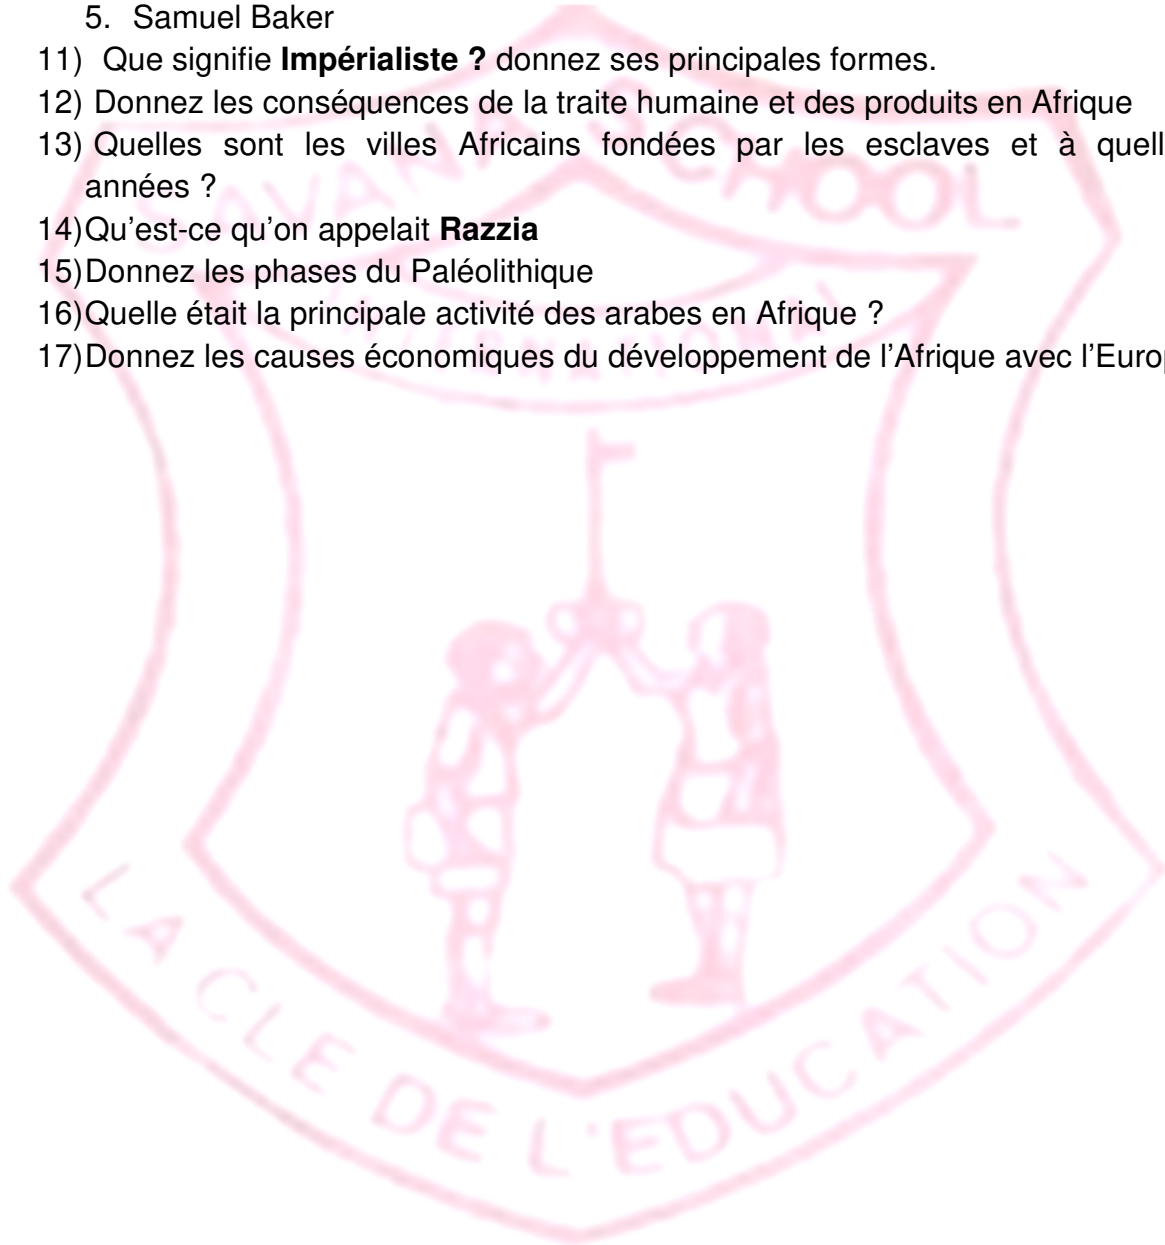 5. Samuel Baker
11) Que signifie Impérialiste ? donnez ses principales formes.
12) Donnez les conséquences de la traite humaine et des produits en Afrique
13) Quelles sont les villes Africains fondées par les esclaves et à quell
années ?
14)Qu'est-ce qu'on appelait Razzia
15)Donnez les phases du Paléolithique
16)Quelle était la principale activité des arabes en Afrique ?
17)Donnez les causes économiques du développement de l'Afrique avec l'Europ
SAVANA SCHOOL
LA CLE DE L'EDUCATION